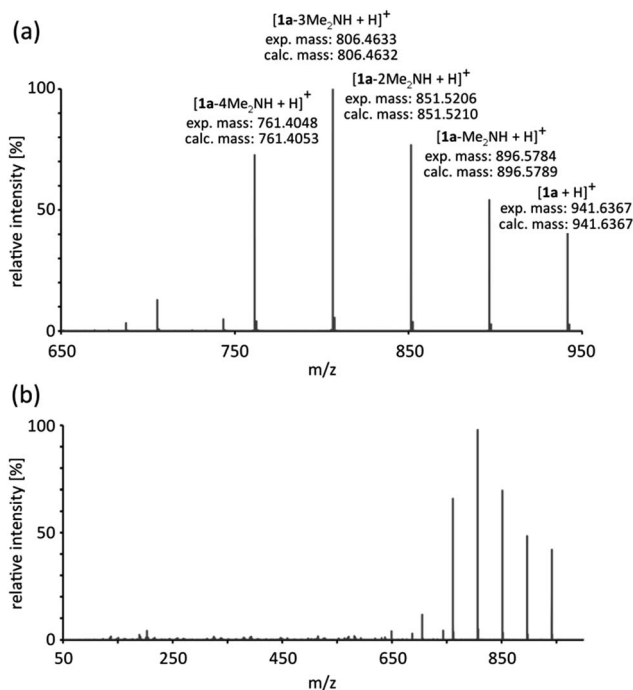 (a)
[1a-3Me₂NH + H]⁺
exp. mass: 806.4633
calc. mass: 806.4632
[1a-4Me₂NH + H]⁺
exp. mass: 761.4048
calc. mass: 761.4053
[1a-2Me₂NH + H]⁺
exp. mass: 851.5206
calc. mass: 851.5210
[1a-Me₂NH + H]⁺
exp. mass: 896.5784
calc. mass: 896.5789
[1a + H]⁺
exp. mass: 941.6367
calc. mass: 941.6367
relative intensity [%]
100
50
0
650 750 850 950
m/z
(b)
relative intensity [%]
100
50
0
50 250 450 650 850
m/z